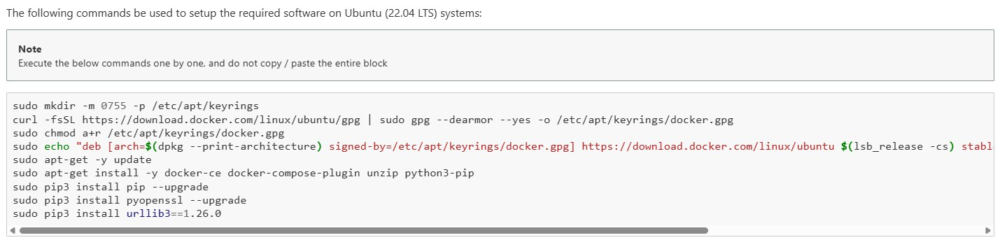 The following commands be used to setup the required software on Ubuntu (22.04 LTS) systems:
Note
Execute the below commands one by one, and do not copy / paste the entire block
sudo mkdir -m 0755 -p /etc/apt/keyrings
curl -fsSL https://download.docker.com/linux/ubuntu/gpg | sudo gpg --dearmor --yes -o /etc/apt/keyrings/docker.gpg
sudo chmod a+r /etc/apt/keyrings/docker.gpg
sudo echo "deb [arch=$(dpkg --print-architecture) signed-by=/etc/apt/keyrings/docker.gpg] https://download.docker.com/linux/ubuntu $(lsb_release -cs) stabl
sudo apt-get -y update
sudo apt-get install -y docker-ce docker-compose-plugin unzip python3-pip
sudo pip3 install pip --upgrade
sudo pip3 install pyopenssl --upgrade
sudo pip3 install urllib3==1.26.0